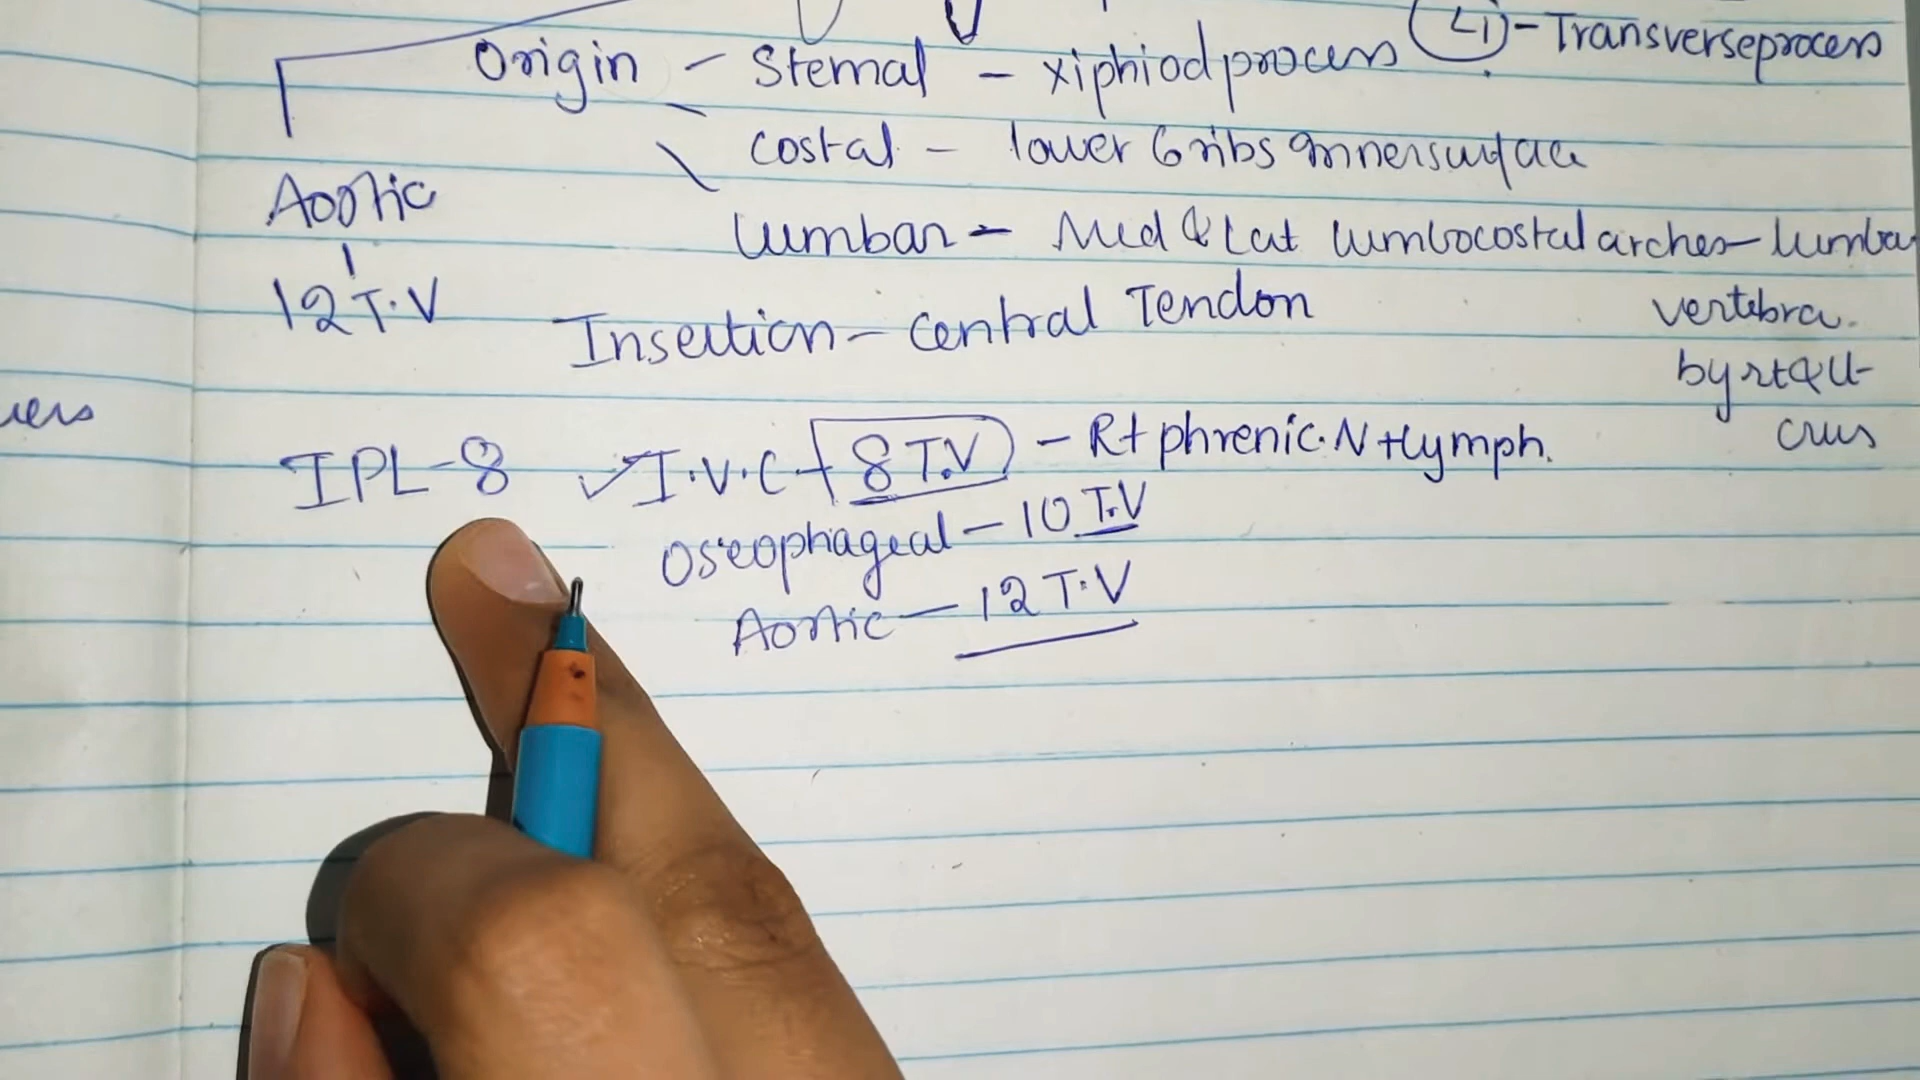 Origin - Sternal - xiphiod process (L1) - Transverse process
costal - lower 6 ribs innersurface
Aortic
Lumbar - Med & Lat lumbocostal arches - lumba
12 T.V
Insertion - central Tendon
vertebra.
by rt & lt
crus
IPL-8 I.V.C - 8 T.V - Rt phrenic.N + lymph.
Oseophageal - 10 T.V
Aortic - 12 T.V